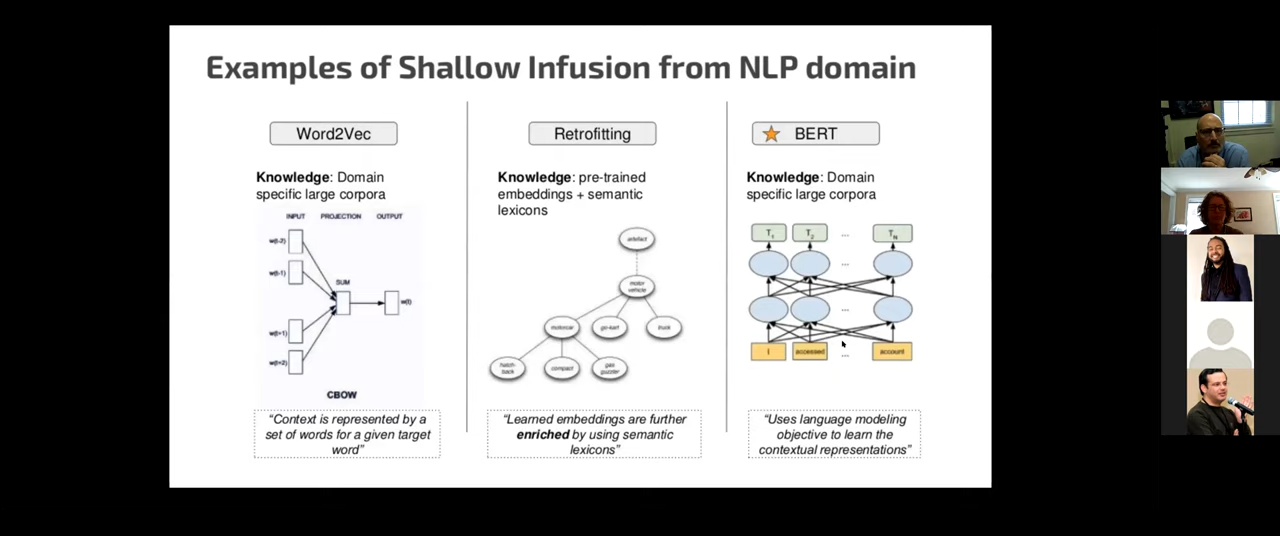 Examples of Shallow Infusion from NLP domain
Word2Vec
Knowledge: Domain
specific large corpora
INPUT PROJECTION OUTPUT
w(t-2)
w(t-1)
SUM
w(t)
w(t+1)
w(t+2)
CBOW
"Context is represented by a
set of words for a given target
word"
Retrofitting
Knowledge: pre-trained
embeddings + semantic
lexicons
artefact
motor
vehicle
motorcar
go-kart
truck
hatch-
back
compact
gas
guzzler
"Learned embeddings are further
enriched by using semantic
lexicons"
BERT
Knowledge: Domain
specific large corpora
T1 T2 ... TN
...
...
I accessed ... account
"Uses language modeling
objective to learn the
contextual representations"